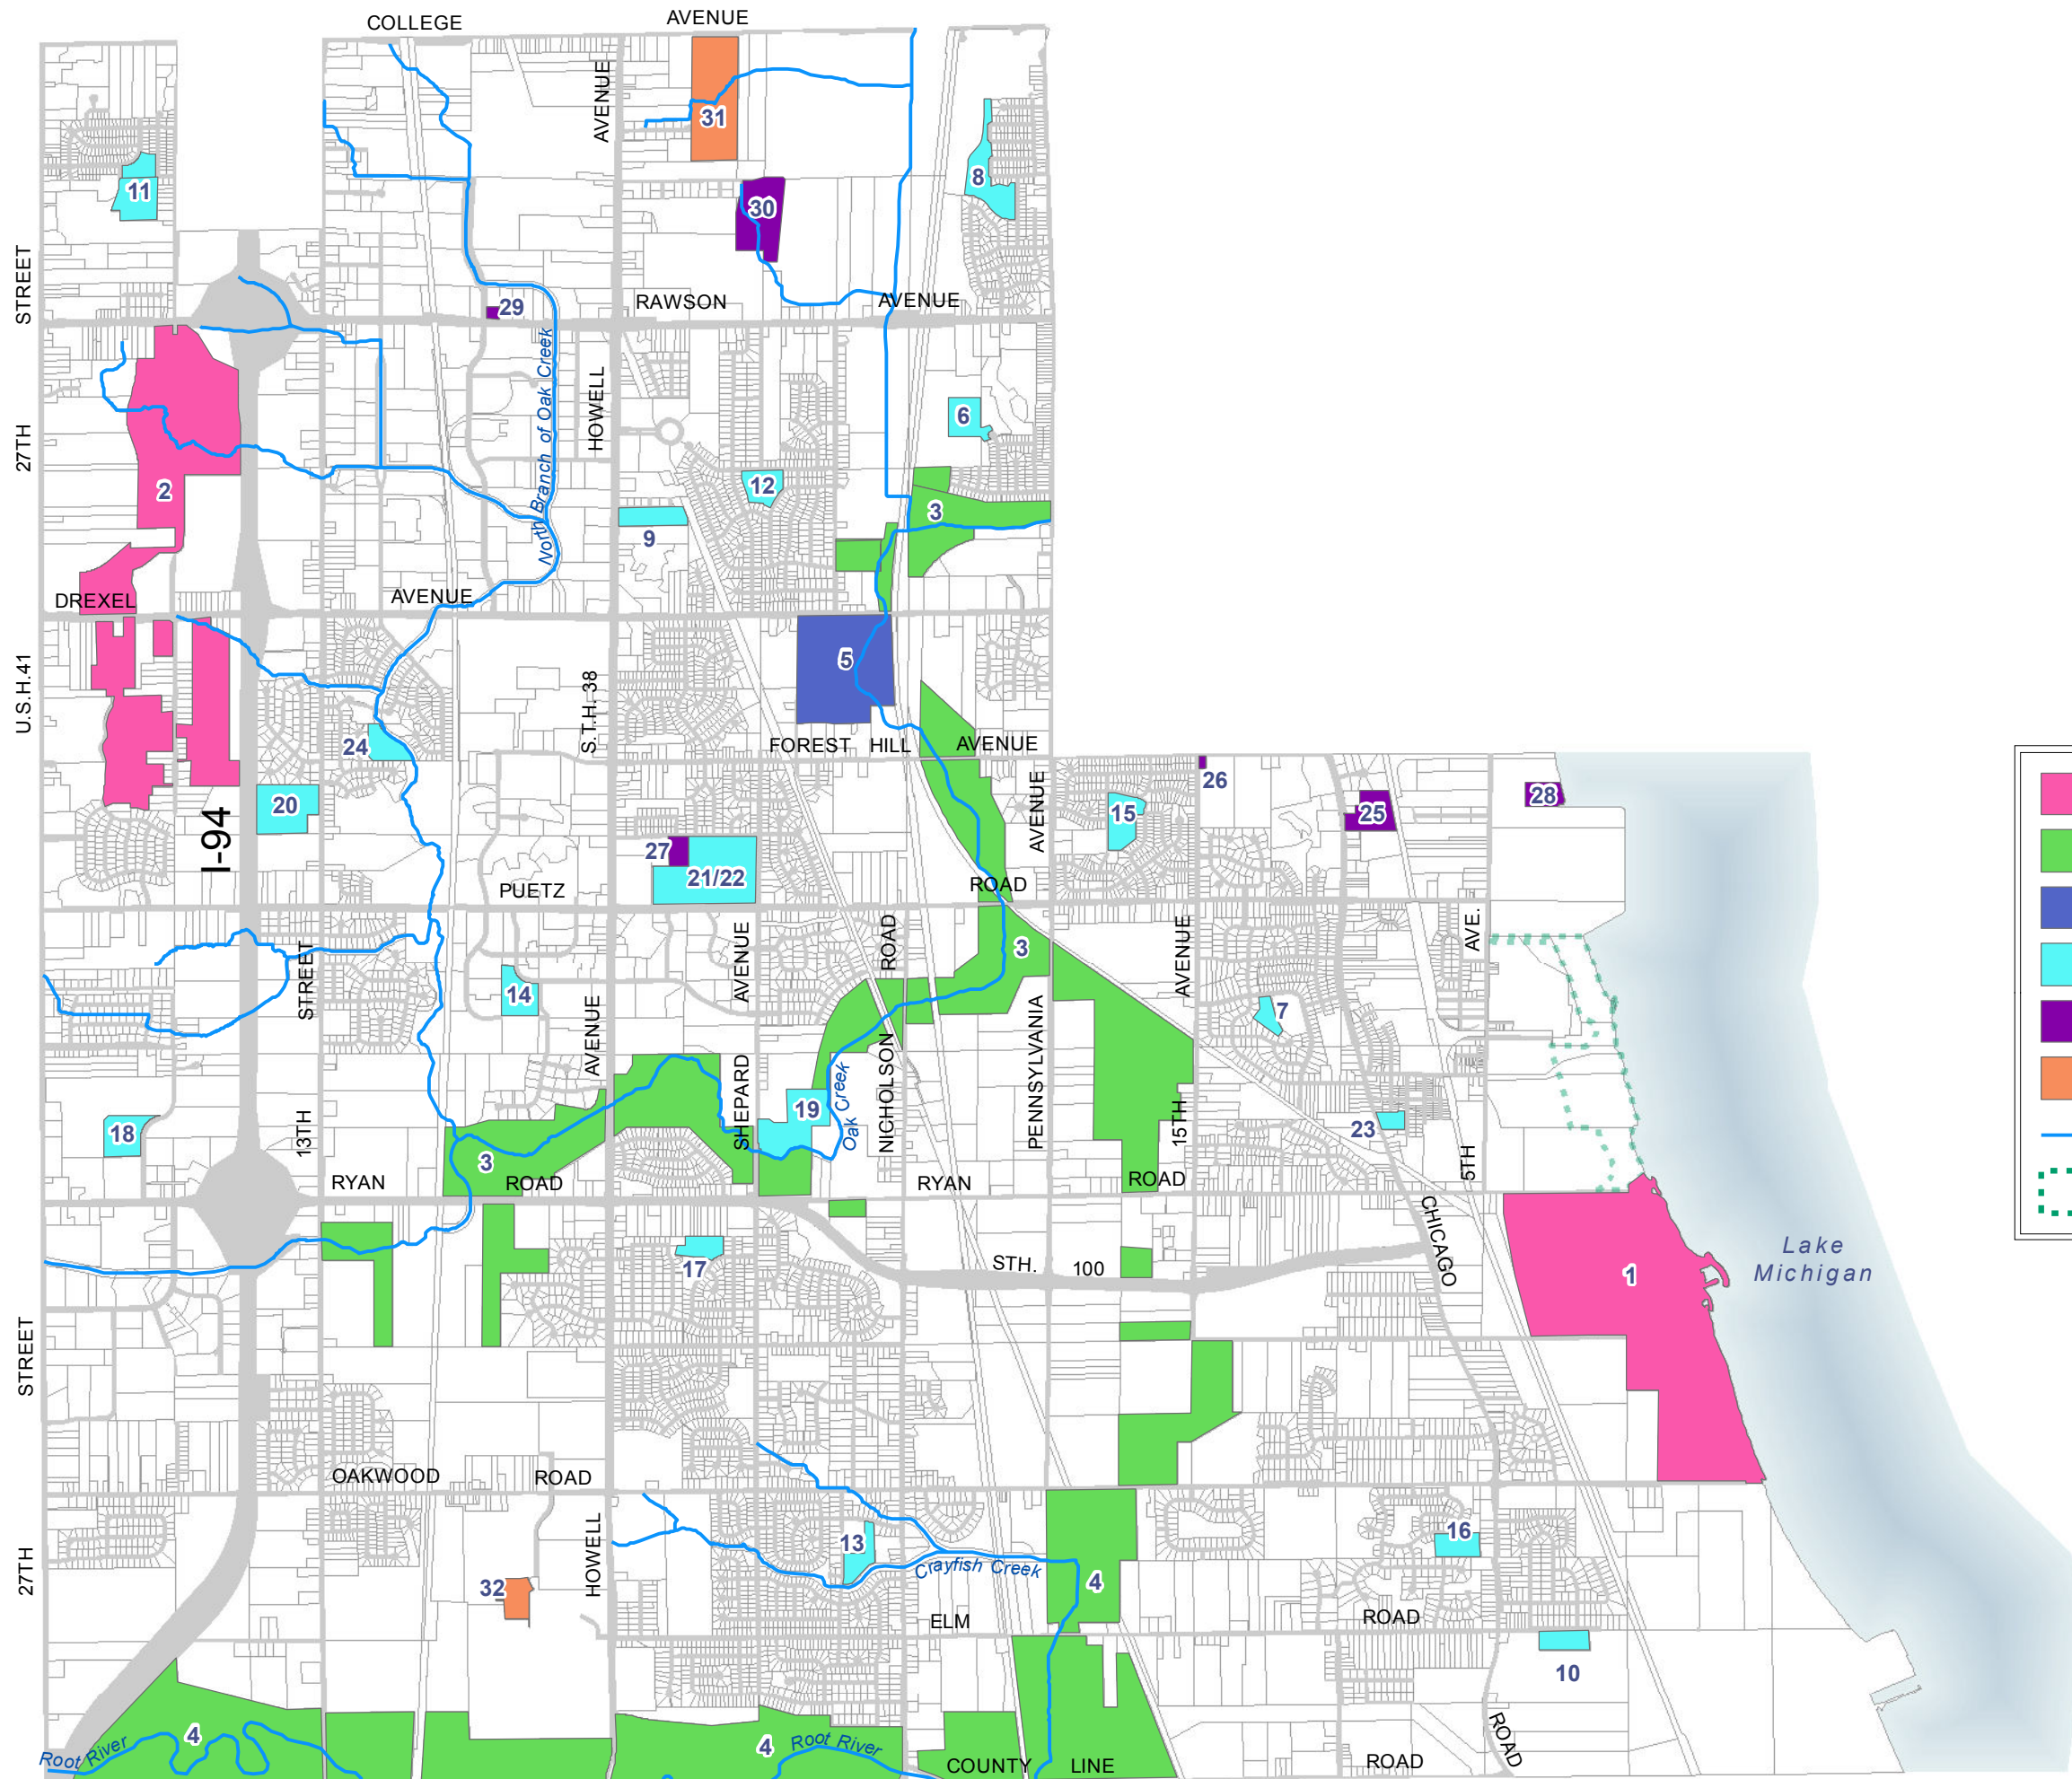 COLLEGE
AVENUE
AVENUE
31
8
11
30
STREET
29
RAWSON
AVENUE
North Branch of Oak Creek
HOWELL
6
27TH
2
12
3
9
DREXEL
AVENUE
5
U.S.H.41
S.T.H.38
24
FOREST HILL AVENUE
26
AVENUE
28
20
15
25
I-94
27
21/22
PUETZ
ROAD
AVENUE
ROAD
3
AVENUE
AVE.
STREET
14
AVENUE
7
PENNSYLVANIA
NICHOLSON
SHEPARD
Oak Creek
19
18
13TH
15TH
23
5TH
3
RYAN
ROAD
RYAN
ROAD
CHICAGO
17
STH. 100
1
Lake
Michigan
STREET
OAKWOOD
ROAD
27TH
HOWELL
13
Crayfish Creek
16
4
32
ELM
ROAD
10
4
Root River
4
Root River
COUNTY LINE
ROAD
ROAD